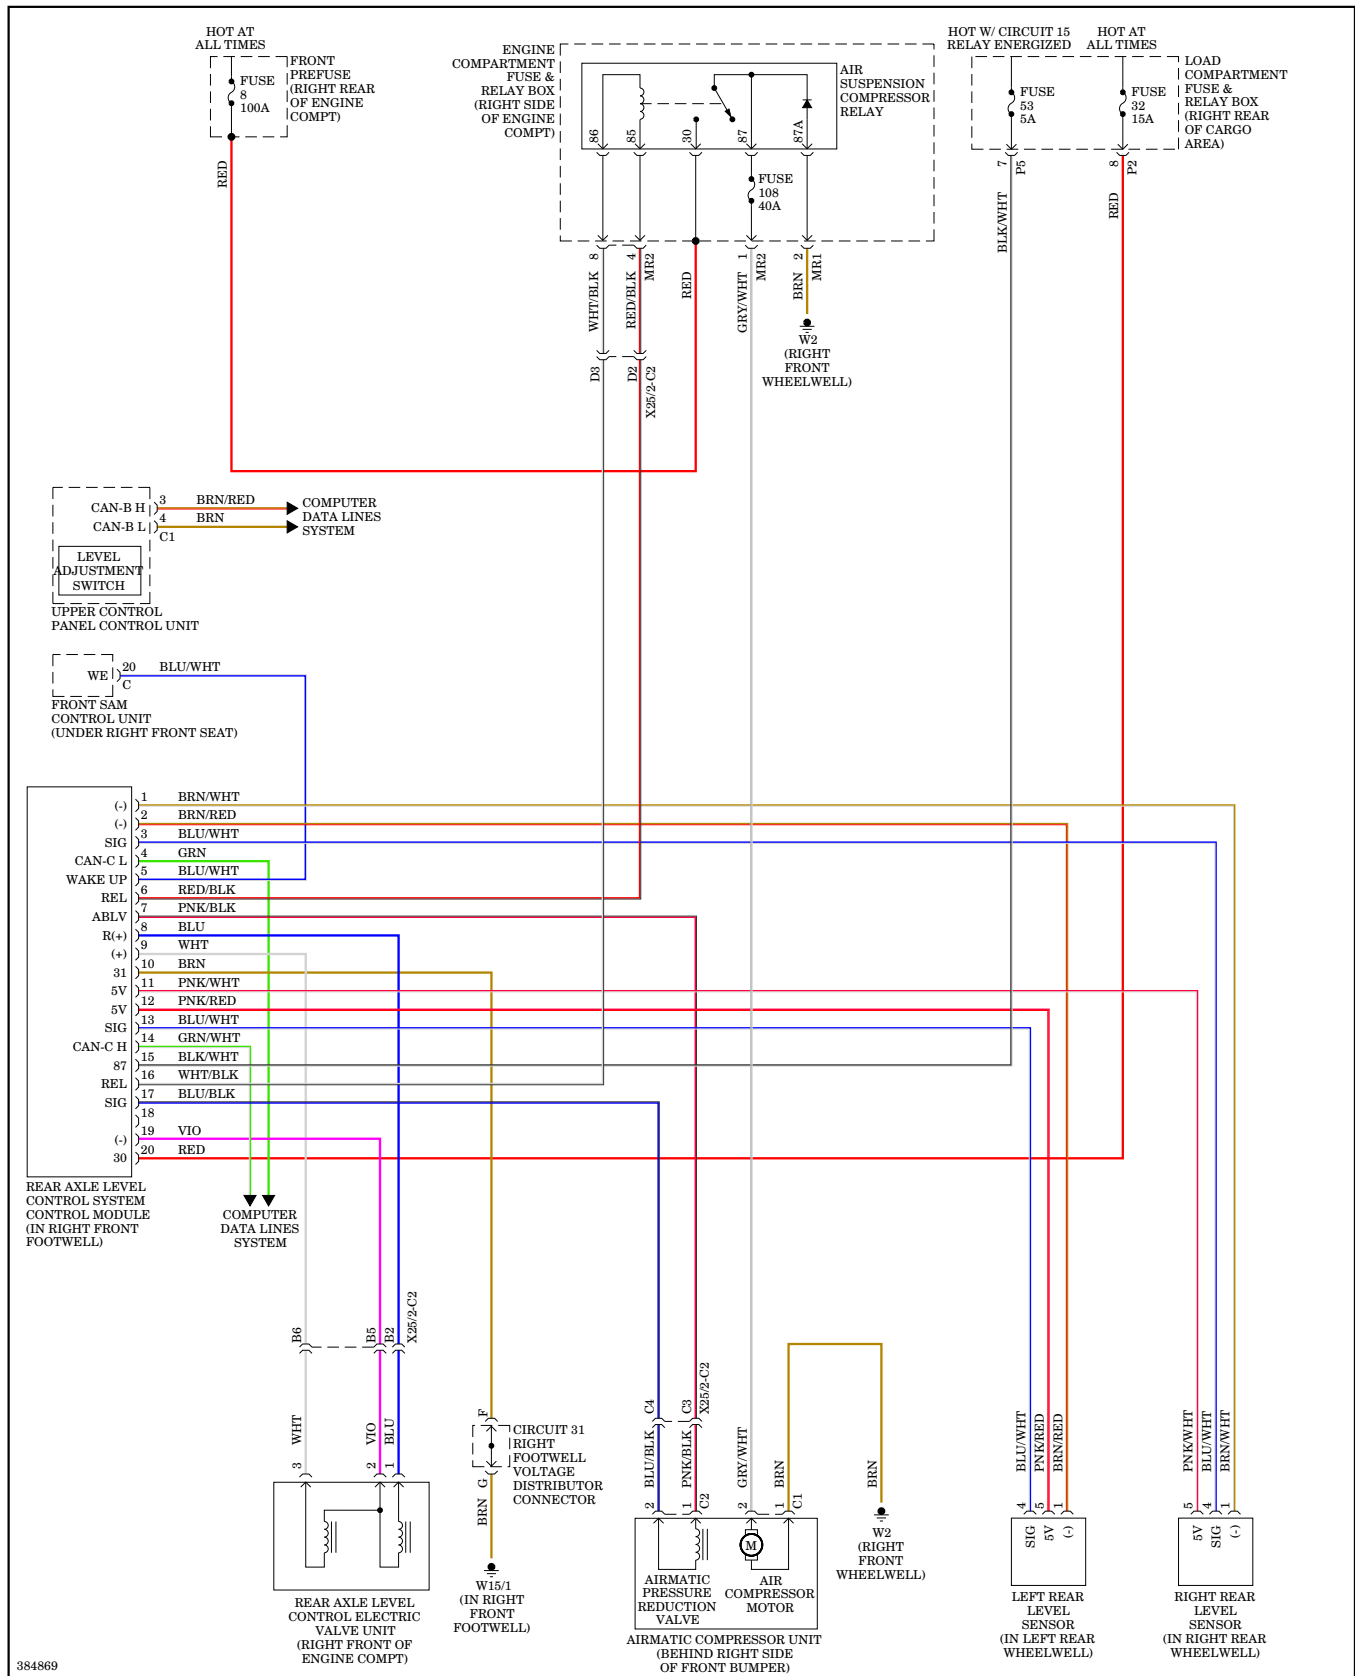 HOT AT
ALL TIMES
FUSE
8
100A
FRONT
PREFUSE
(RIGHT REAR
OF ENGINE
COMPT)
RED
ENGINE
COMPARTMENT
FUSE &
RELAY BOX
(RIGHT SIDE
OF ENGINE
COMPT)
86
85
30
87
87A
AIR
SUSPENSION
COMPRESSOR
RELAY
FUSE
108
40A
8
4
MR2
1
MR2
2
MR1
WHT/BLK
RED/BLK
RED
GRY/WHT
BRN
W2
(RIGHT
FRONT
WHEELWELL)
D3
D2
X25/2-C2
HOT W/ CIRCUIT 15
RELAY ENERGIZED
HOT AT
ALL TIMES
FUSE
53
5A
FUSE
32
15A
LOAD
COMPARTMENT
FUSE &
RELAY BOX
(RIGHT REAR
OF CARGO
AREA)
7
P5
8
P2
BLK/WHT
RED
CAN-B H
3
BRN/RED
CAN-B L
4
BRN
C1
COMPUTER
DATA LINES
SYSTEM
LEVEL
ADJUSTMENT
SWITCH
UPPER CONTROL
PANEL CONTROL UNIT
WE
20
BLU/WHT
C
FRONT SAM
CONTROL UNIT
(UNDER RIGHT FRONT SEAT)
(-) 1 BRN/WHT
(-) 2 BRN/RED
SIG 3 BLU/WHT
CAN-C L 4 GRN
WAKE UP 5 BLU/WHT
REL 6 RED/BLK
ABLV 7 PNK/BLK
R(+) 8 BLU
(+) 9 WHT
31 10 BRN
5V 11 PNK/WHT
5V 12 PNK/RED
SIG 13 BLU/WHT
CAN-C H 14 GRN/WHT
87 15 BLK/WHT
REL 16 WHT/BLK
SIG 17 BLU/BLK
18
(-) 19 VIO
30 20 RED
REAR AXLE LEVEL
CONTROL SYSTEM
CONTROL MODULE
(IN RIGHT FRONT
FOOTWELL)
COMPUTER
DATA LINES
SYSTEM
B6
B5
B2
X25/2-C2
WHT
VIO
BLU
3
2
1
REAR AXLE LEVEL
CONTROL ELECTRIC
VALVE UNIT
(RIGHT FRONT OF
ENGINE COMPT)
F
CIRCUIT 31
RIGHT
FOOTWELL
VOLTAGE
DISTRIBUTOR
CONNECTOR
G
BRN
W15/1
(IN RIGHT
FRONT
FOOTWELL)
C4
C3
X25/2-C2
BLU/BLK
PNK/BLK
GRY/WHT
BRN
2
1
C2
2
1
C1
M
AIRMATIC
PRESSURE
REDUCTION
VALVE
AIR
COMPRESSOR
MOTOR
AIRMATIC COMPRESSOR UNIT
(BEHIND RIGHT SIDE
OF FRONT BUMPER)
BRN
W2
(RIGHT
FRONT
WHEELWELL)
BLU/WHT
PNK/RED
BRN/RED
4
5
1
SIG
5V
(-)
LEFT REAR
LEVEL
SENSOR
(IN LEFT REAR
WHEELWELL)
PNK/WHT
BLU/WHT
BRN/WHT
5
4
1
5V
SIG
(-)
RIGHT REAR
LEVEL
SENSOR
(IN RIGHT REAR
WHEELWELL)
384869